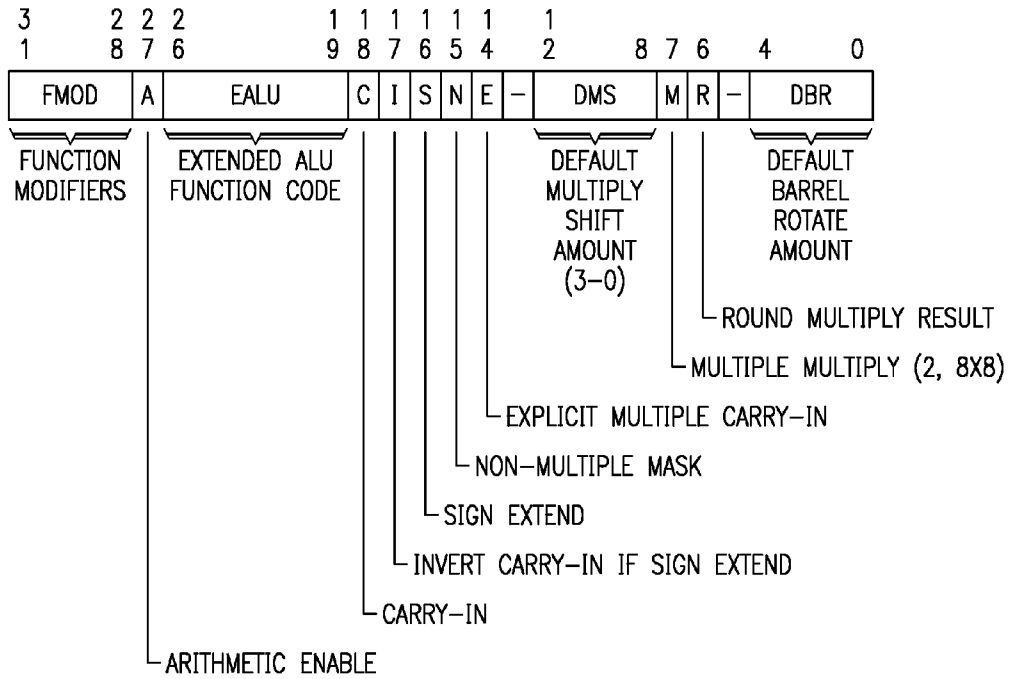 3 2 2 2 1 1 1 1 1 1 1
1 8 7 6 9 8 7 6 5 4 2 8 7 6 4 0
FMOD A EALU C I S N E – DMS M R – DBR
FUNCTION MODIFIERS
EXTENDED ALU FUNCTION CODE
DEFAULT MULTIPLY SHIFT AMOUNT (3–0)
DEFAULT BARREL ROTATE AMOUNT
ROUND MULTIPLY RESULT
MULTIPLE MULTIPLY (2, 8X8)
EXPLICIT MULTIPLE CARRY–IN
NON–MULTIPLE MASK
SIGN EXTEND
INVERT CARRY–IN IF SIGN EXTEND
CARRY–IN
ARITHMETIC ENABLE